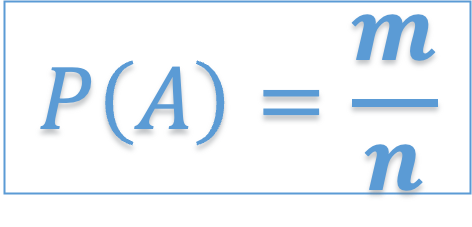 P(A) = m/n